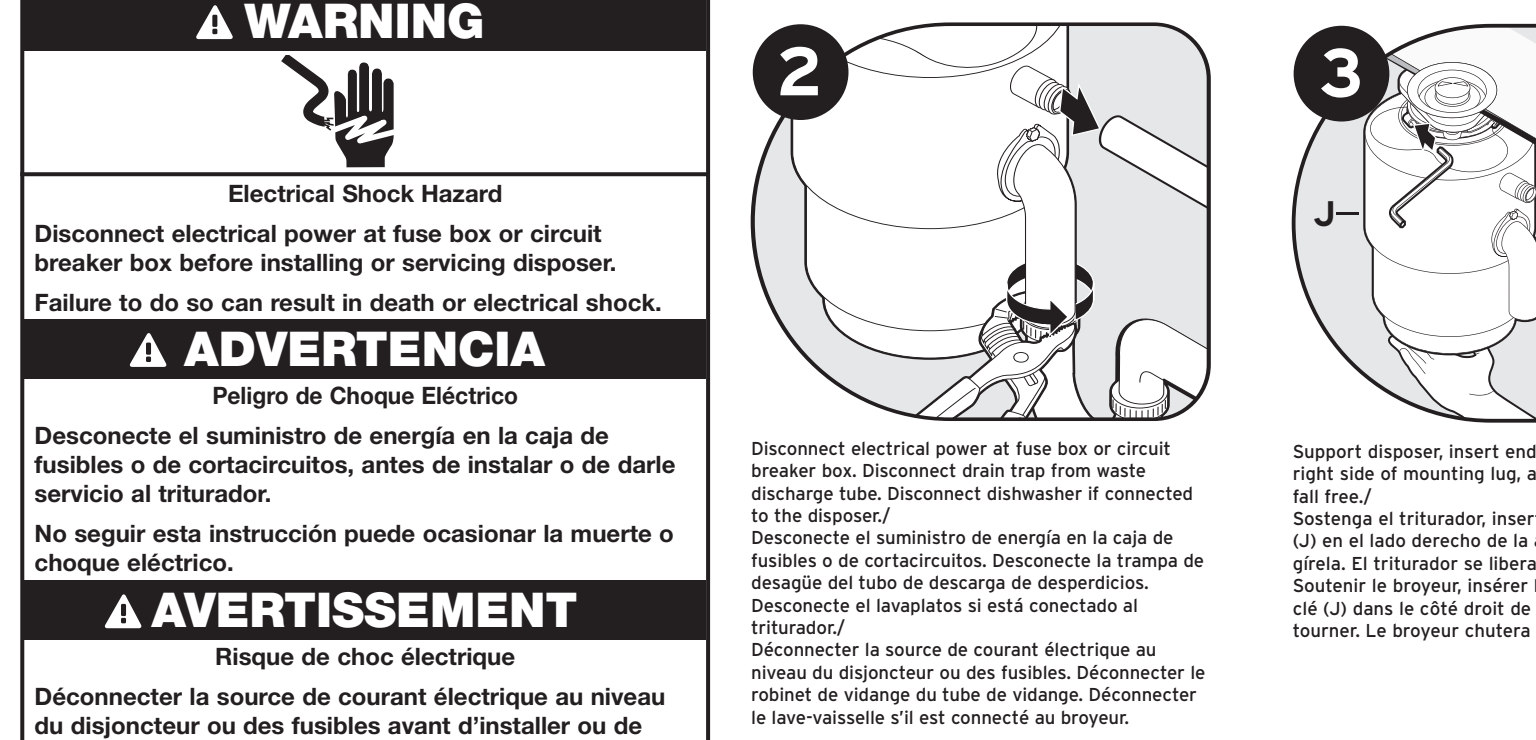 WARNING
Electrical Shock Hazard
Disconnect electrical power at fuse box or circuit
breaker box before installing or servicing disposer.
Failure to do so can result in death or electrical shock.
ADVERTENCIA
Peligro de Choque Eléctrico
Desconecte el suministro de energía en la caja de
fusibles o de cortacircuitos, antes de instalar o de darle
servicio al triturador.
No seguir esta instrucción puede ocasionar la muerte o
choque eléctrico.
AVERTISSEMENT
Risque de choc électrique
Déconnecter la source de courant électrique au niveau
du disjoncteur ou des fusibles avant d’installer ou de
2
Disconnect electrical power at fuse box or circuit
breaker box. Disconnect drain trap from waste
discharge tube. Disconnect dishwasher if connected
to the disposer./
Desconecte el suministro de energía en la caja de
fusibles o de cortacircuitos. Desconecte la trampa de
desagüe del tubo de descarga de desperdicios.
Desconecte el lavaplatos si está conectado al
triturador./
Déconnecter la source de courant électrique au
niveau du disjoncteur ou des fusibles. Déconnecter le
robinet de vidange du tube de vidange. Déconnecter
le lave-vaisselle s’il est connecté au broyeur.
3
J
Support disposer, insert end
right side of mounting lug, a
fall free./
Sostenga el triturador, inser
(J) en el lado derecho de la
gírela. El triturador se libera
Soutenir le broyeur, insérer
clé (J) dans le côté droit de
tourner. Le broyeur chutera